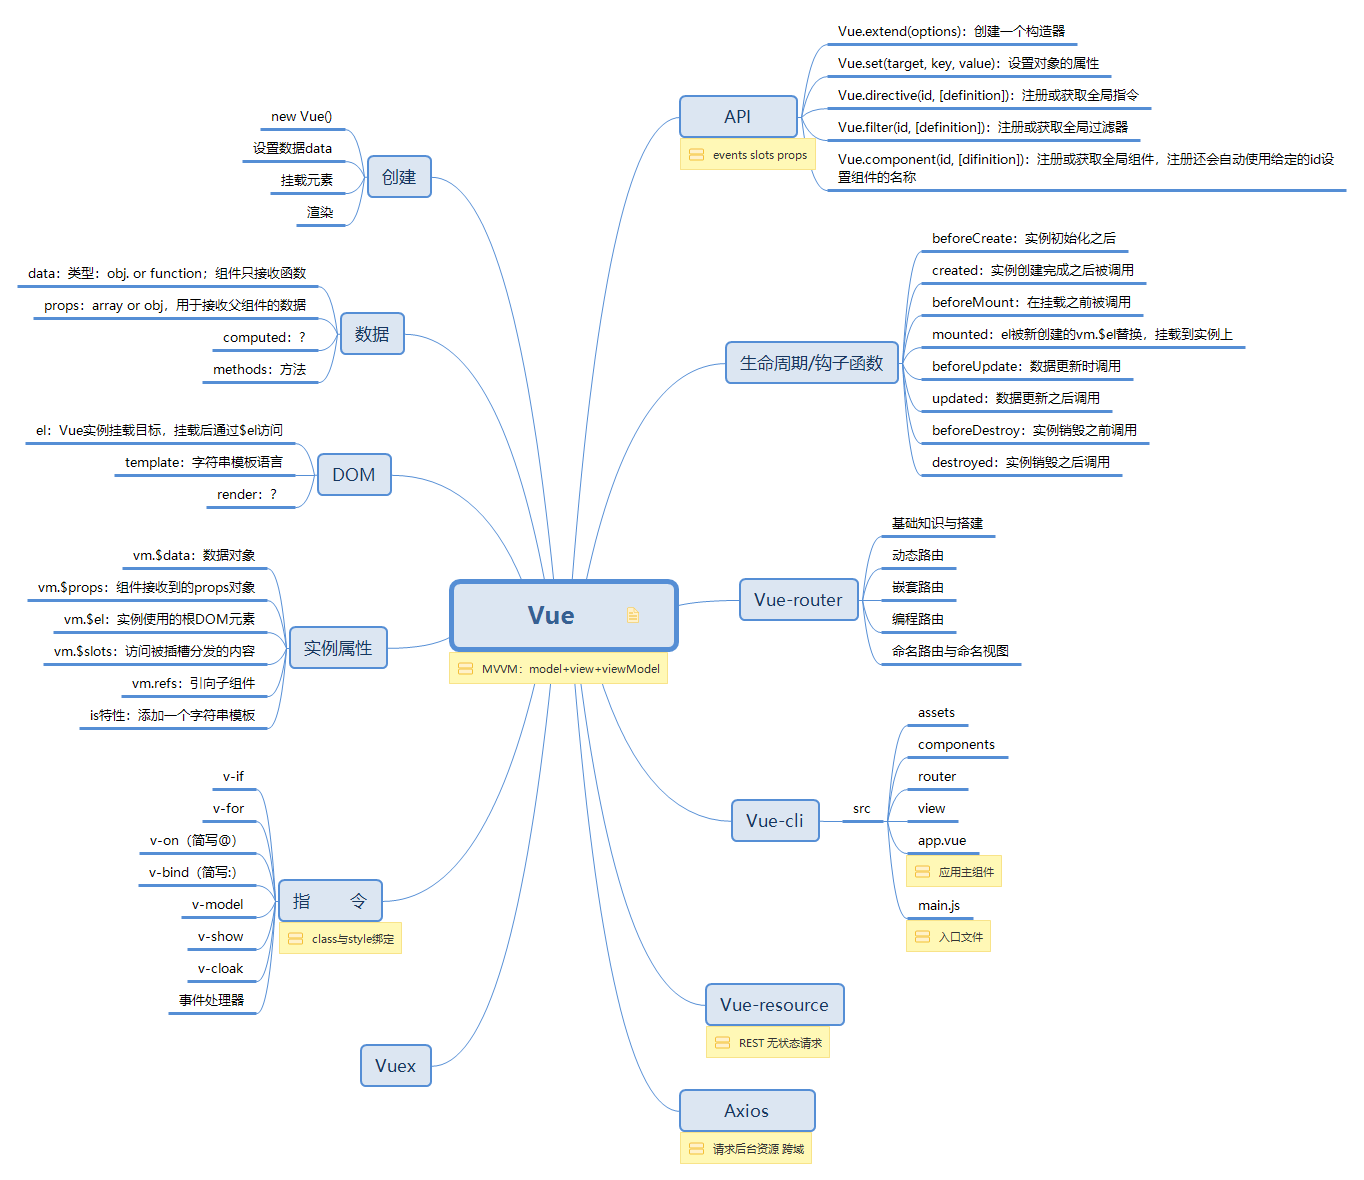 Vue
MVVM：model+view+viewModel
API
events slots props
Vue.extend(options)：创建一个构造器
Vue.set(target, key, value)：设置对象的属性
Vue.directive(id, [definition])：注册或获取全局指令
Vue.filter(id, [definition])：注册或获取全局过滤器
Vue.component(id, [difinition])：注册或获取全局组件，注册还会自动使用给定的id设
置组件的名称
生命周期/钩子函数
beforeCreate：实例初始化之后
created：实例创建完成之后被调用
beforeMount：在挂载之前被调用
mounted：el被新创建的vm.$el替换，挂载到实例上
beforeUpdate：数据更新时调用
updated：数据更新之后调用
beforeDestroy：实例销毁之前调用
destroyed：实例销毁之后调用
Vue-router
基础知识与搭建
动态路由
嵌套路由
编程路由
命名路由与命名视图
Vue-cli
src
assets
components
router
view
app.vue
应用主组件
main.js
入口文件
Vue-resource
REST 无状态请求
Axios
请求后台资源 跨域
创建
new Vue()
设置数据data
挂载元素
渲染
数据
data：类型：obj. or function；组件只接收函数
props：array or obj，用于接收父组件的数据
computed：?
methods：方法
DOM
el：Vue实例挂载目标，挂载后通过$el访问
template：字符串模板语言
render：?
实例属性
vm.$data：数据对象
vm.$props：组件接收到的props对象
vm.$el：实例使用的根DOM元素
vm.$slots：访问被插槽分发的内容
vm.refs：引向子组件
is特性：添加一个字符串模板
指 令
class与style绑定
v-if
v-for
v-on（简写@）
v-bind（简写:）
v-model
v-show
v-cloak
事件处理器
Vuex